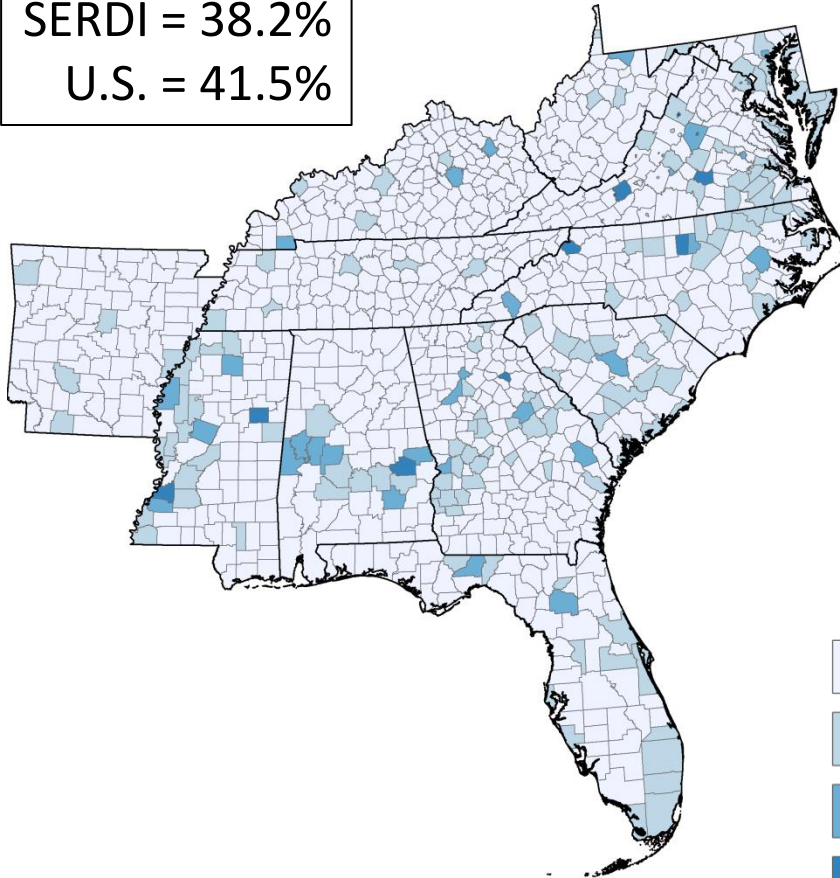 SERDI = 38.2%
U.S. = 41.5%